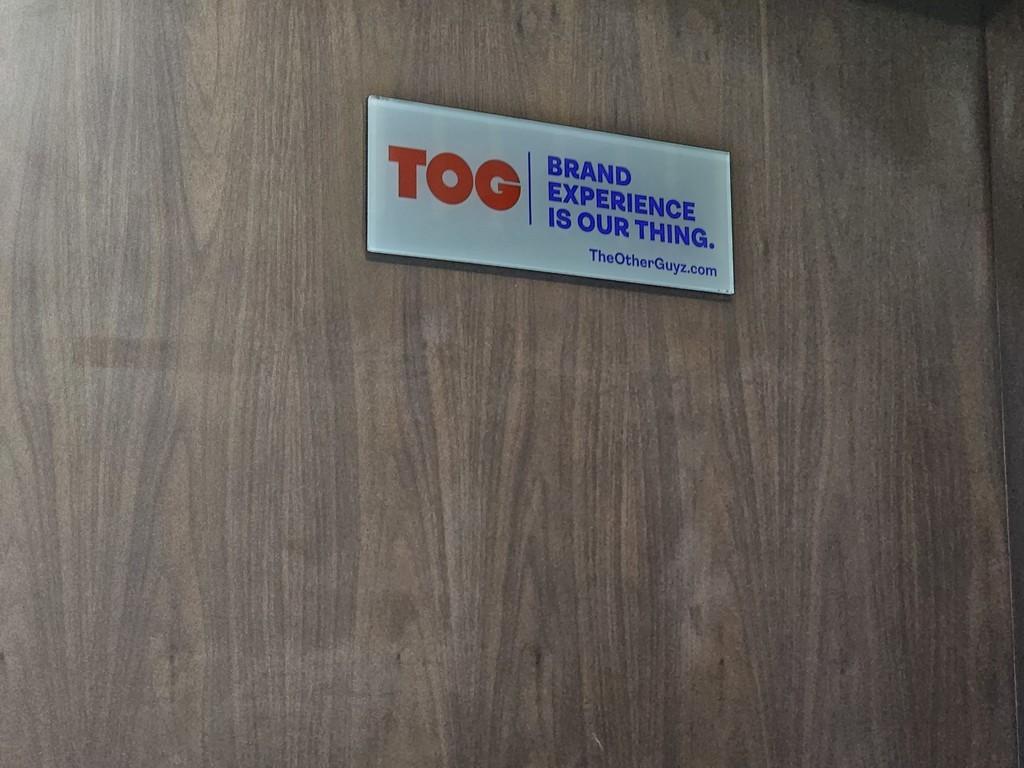 TOG
BRAND
EXPERIENCE
IS OUR THING.
TheOtherGuyz.com